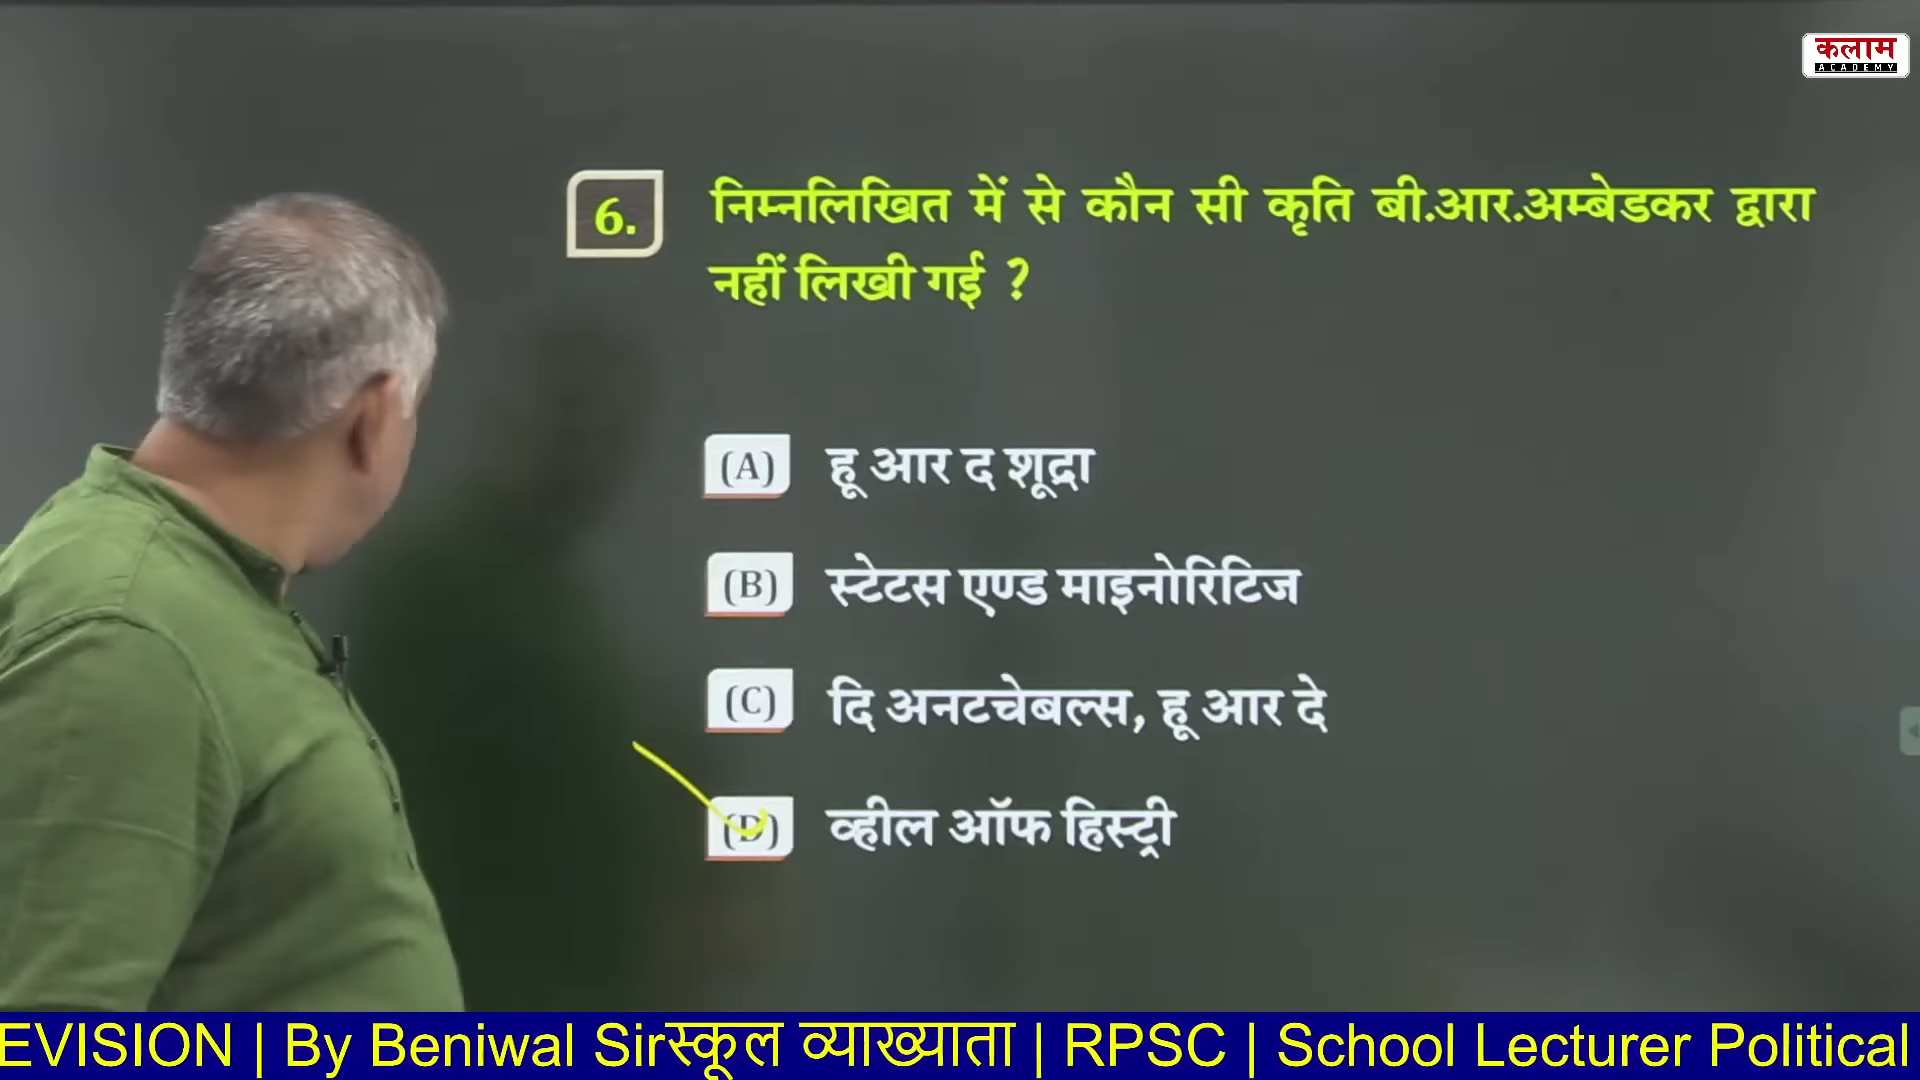 कलाम
ACADEMY
6. निम्नलिखित में से कौन सी कृति बी.आर.अम्बेडकर द्वारा
नहीं लिखी गई ?
(A) हू आर द शूद्रा
(B) स्टेटस एण्ड माइनोरिटिज
(C) दि अनटचेबल्स, हू आर दे
(D) व्हील ऑफ हिस्ट्री
EVISION | By Beniwal Sirस्कूल व्याख्याता | RPSC | School Lecturer Political